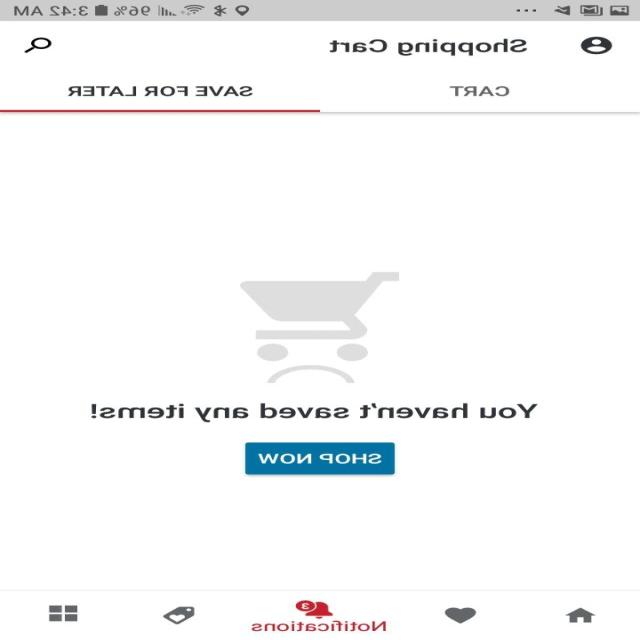 3:42 AM 96%
Shopping Cart
CART
SAVE FOR LATER
You haven't saved any items!
SHOP NOW
3
Notifications